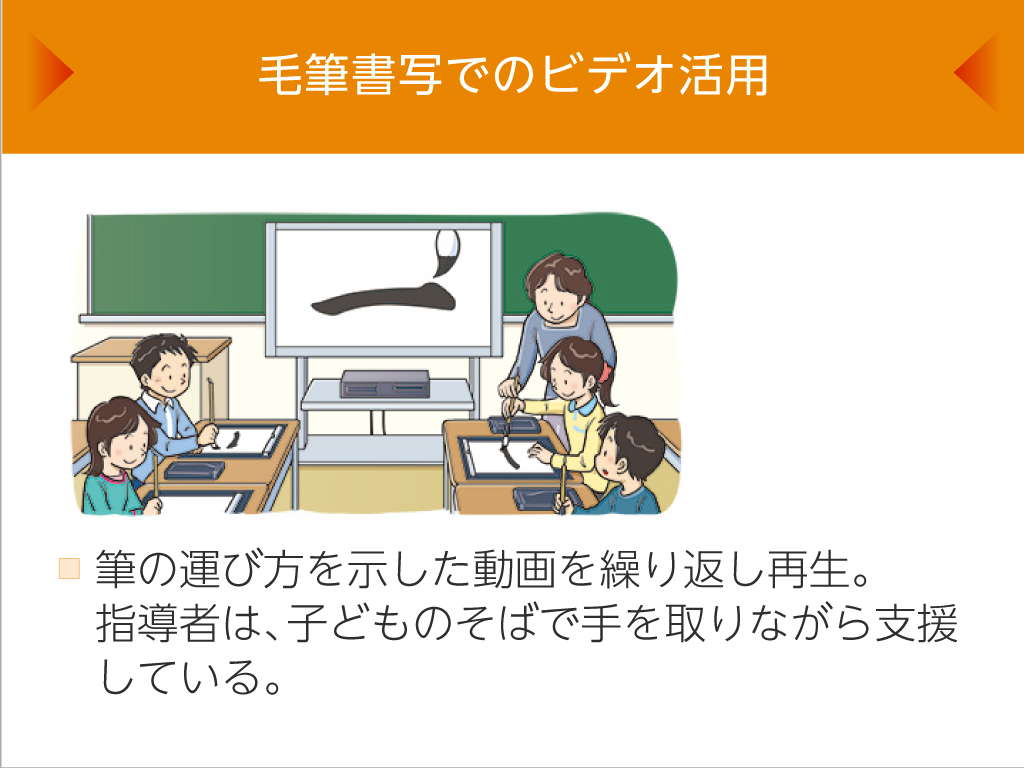 毛筆書写でのビデオ活用
筆の運び方を示した動画を繰り返し再生。
指導者は、子どものそばで手を取りながら支援
している。